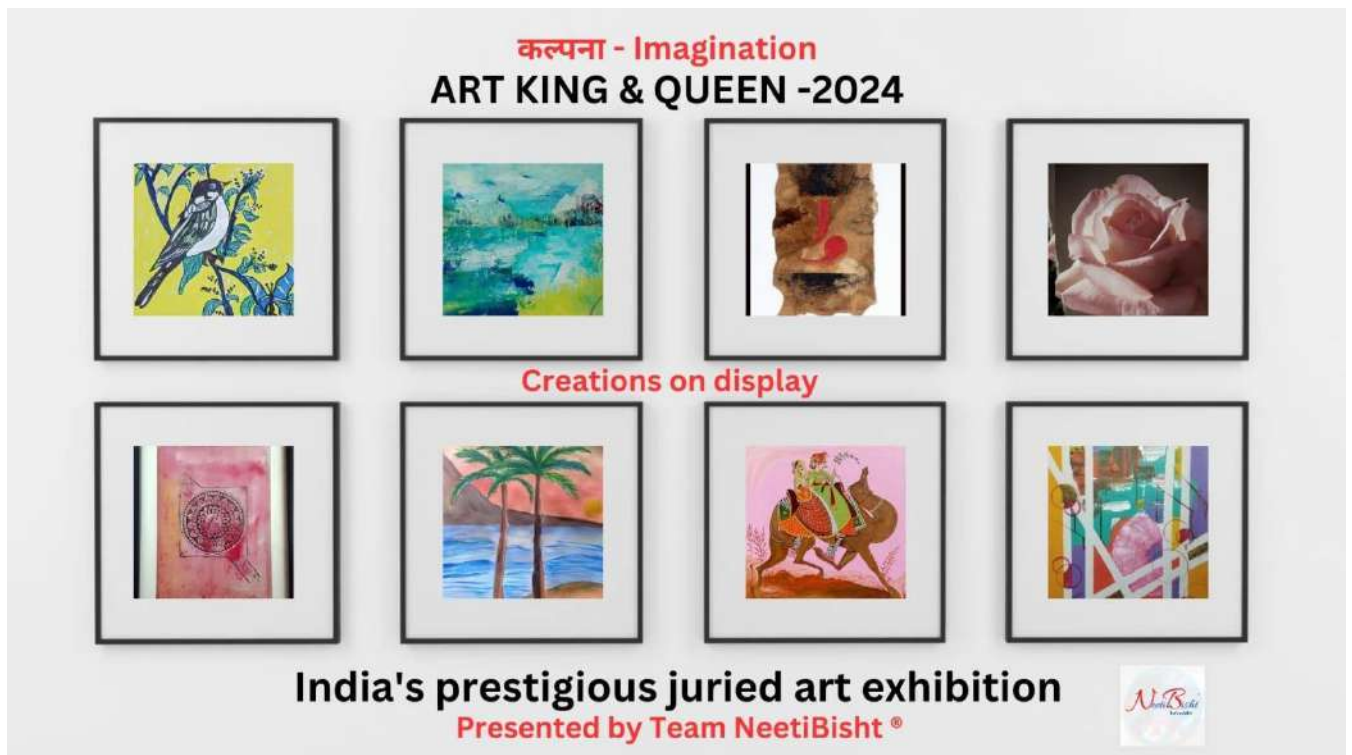 कल्पना - Imagination
ART KING & QUEEN -2024
Creations on display
India's prestigious juried art exhibition
NeetiBisht
Presented by Team NeetiBisht ®